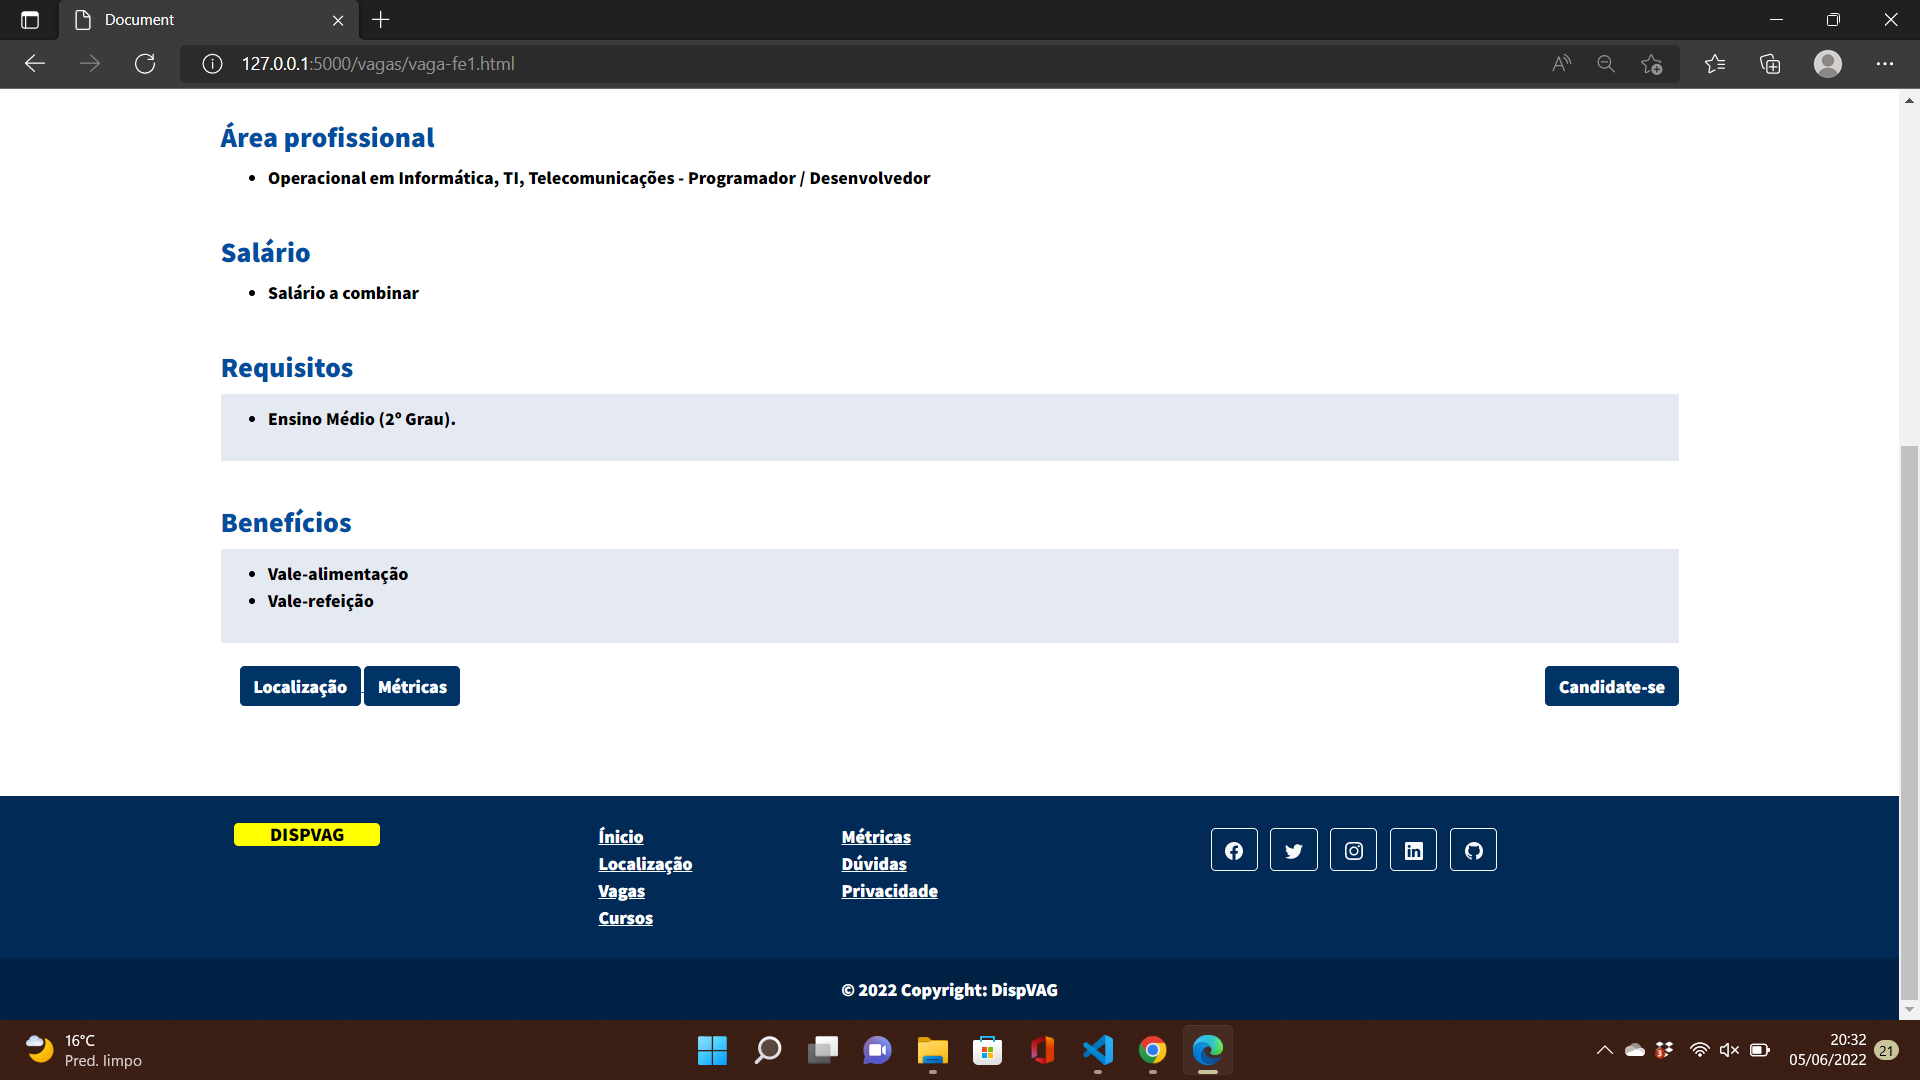 Document
127.0.0.1:5000/vagas/vaga-fe1.html
Área profissional
Operacional em Informática, TI, Telecomunicações - Programador / Desenvolvedor
Salário
Salário a combinar
Requisitos
Ensino Médio (2º Grau).
Benefícios
Vale-alimentação
Vale-refeição
Localização Métricas Candidate-se
DISPVAG
Ínicio
Localização
Vagas
Cursos
Métricas
Dúvidas
Privacidade
© 2022 Copyright: DispVAG
16°C
Pred. limpo
3
20:32
05/06/2022
21